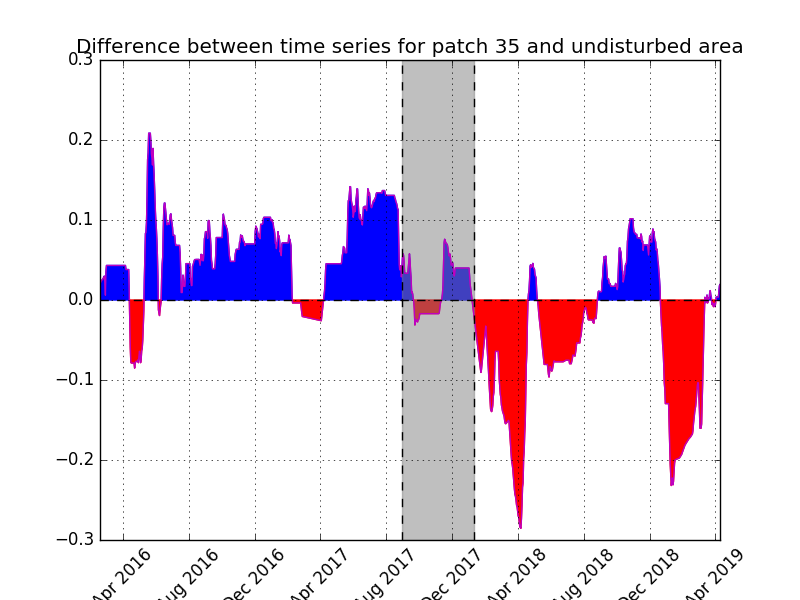 Difference between time series for patch 35 and undisturbed area
0.3
0.2
0.1
0.0
−0.1
−0.2
−0.3
Apr 2016
Aug 2016
Dec 2016
Apr 2017
Aug 2017
Dec 2017
Apr 2018
Aug 2018
Dec 2018
Apr 2019